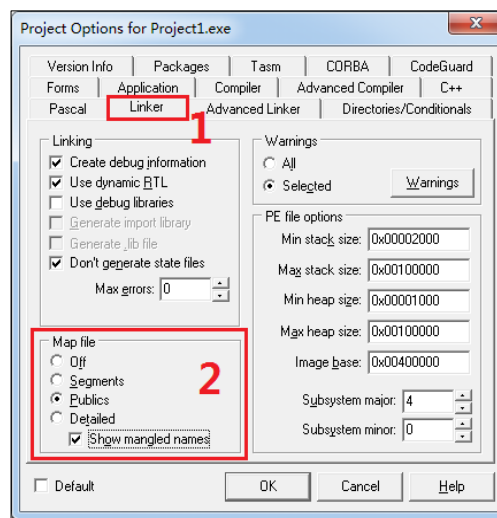 Project Options for Project1.exe
Version Info Packages Tasm CORBA CodeGuard
Forms Application Compiler Advanced Compiler C++
Pascal Linker Advanced Linker Directories/Conditionals
1
Linking
Create debug information
Use dynamic RTL
Use debug libraries
Generate import library
Generate .lib file
Don't generate state files
Max errors: 0
Warnings
All
Selected Warnings
PE file options
Min stack size: 0x00002000
Max stack size: 0x00100000
Min heap size: 0x00001000
Max heap size: 0x00100000
Image base: 0x00400000
Subsystem major: 4
Subsystem minor: 0
Map file
Off
Segments
Publics
Detailed
Show mangled names
2
Default OK Cancel Help